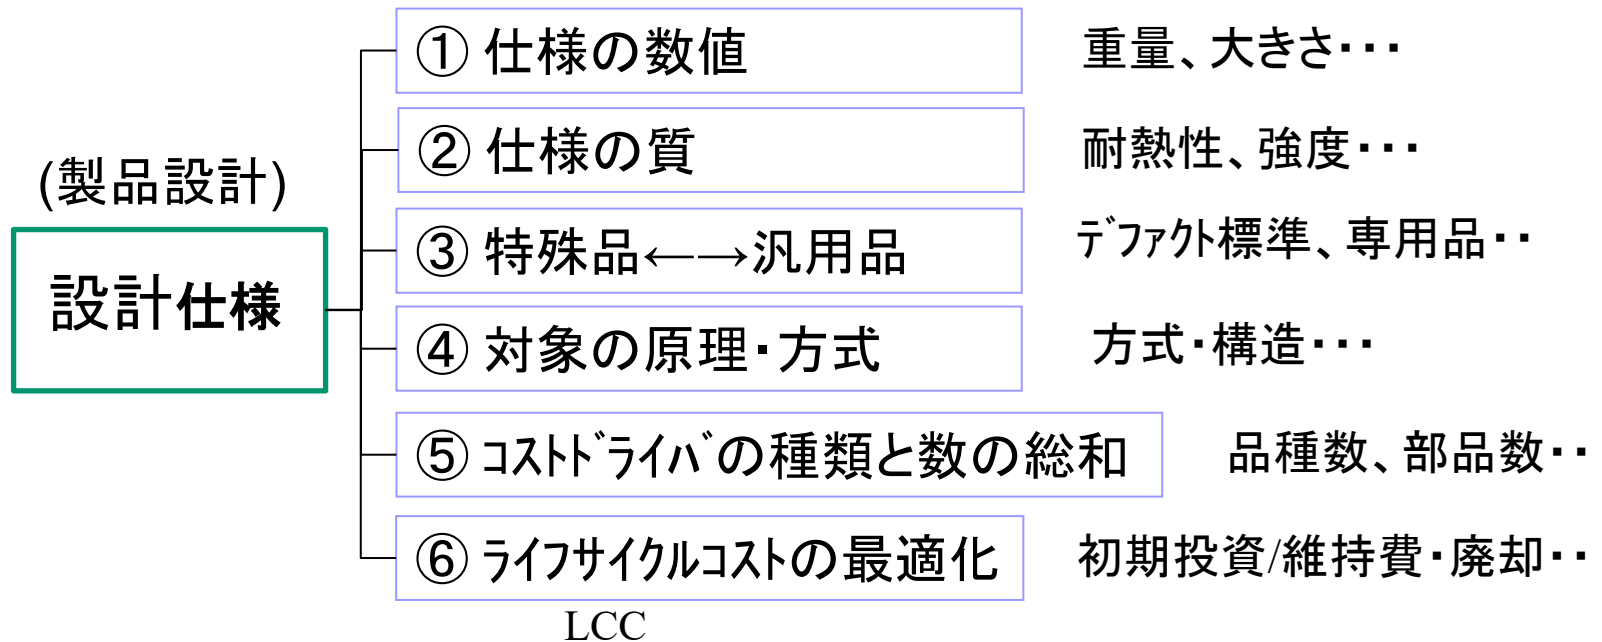 ① 仕様の数値 重量、大きさ・・・
② 仕様の質 耐熱性、強度・・・
(製品設計)
③ 特殊品←→汎用品 ﾃﾞﾌｧｸﾄ標準、専用品・・
設計仕様
④ 対象の原理・方式 方式・構造・・・
⑤ ｺｽﾄﾄﾞﾗｲﾊﾞの種類と数の総和 品種数、部品数・・
⑥ ﾗｲﾌｻｲｸﾙｺｽﾄの最適化 初期投資/維持費・廃却・・
LCC